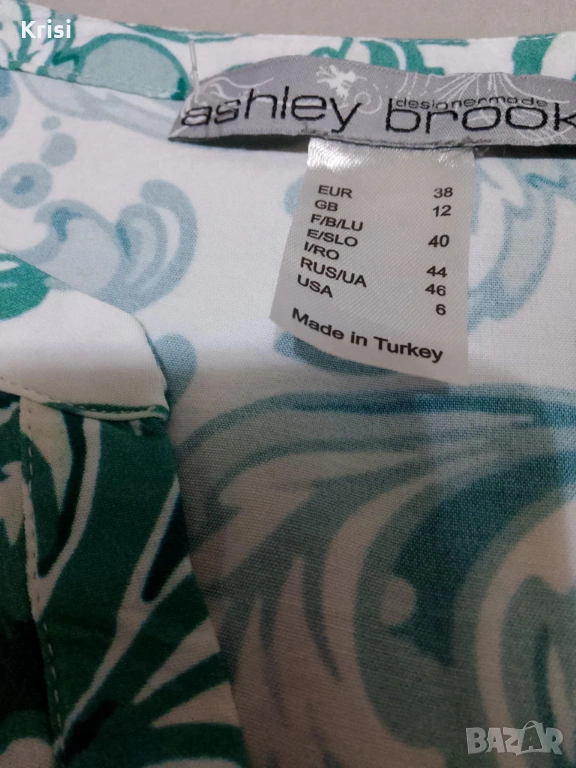 Krisi
designermade
ashley brook
EUR 38
GB 12
F/B/LU
E/SLO 40
I/RO 44
RUS/UA 46
USA 6
Made in Turkey
BAZAR